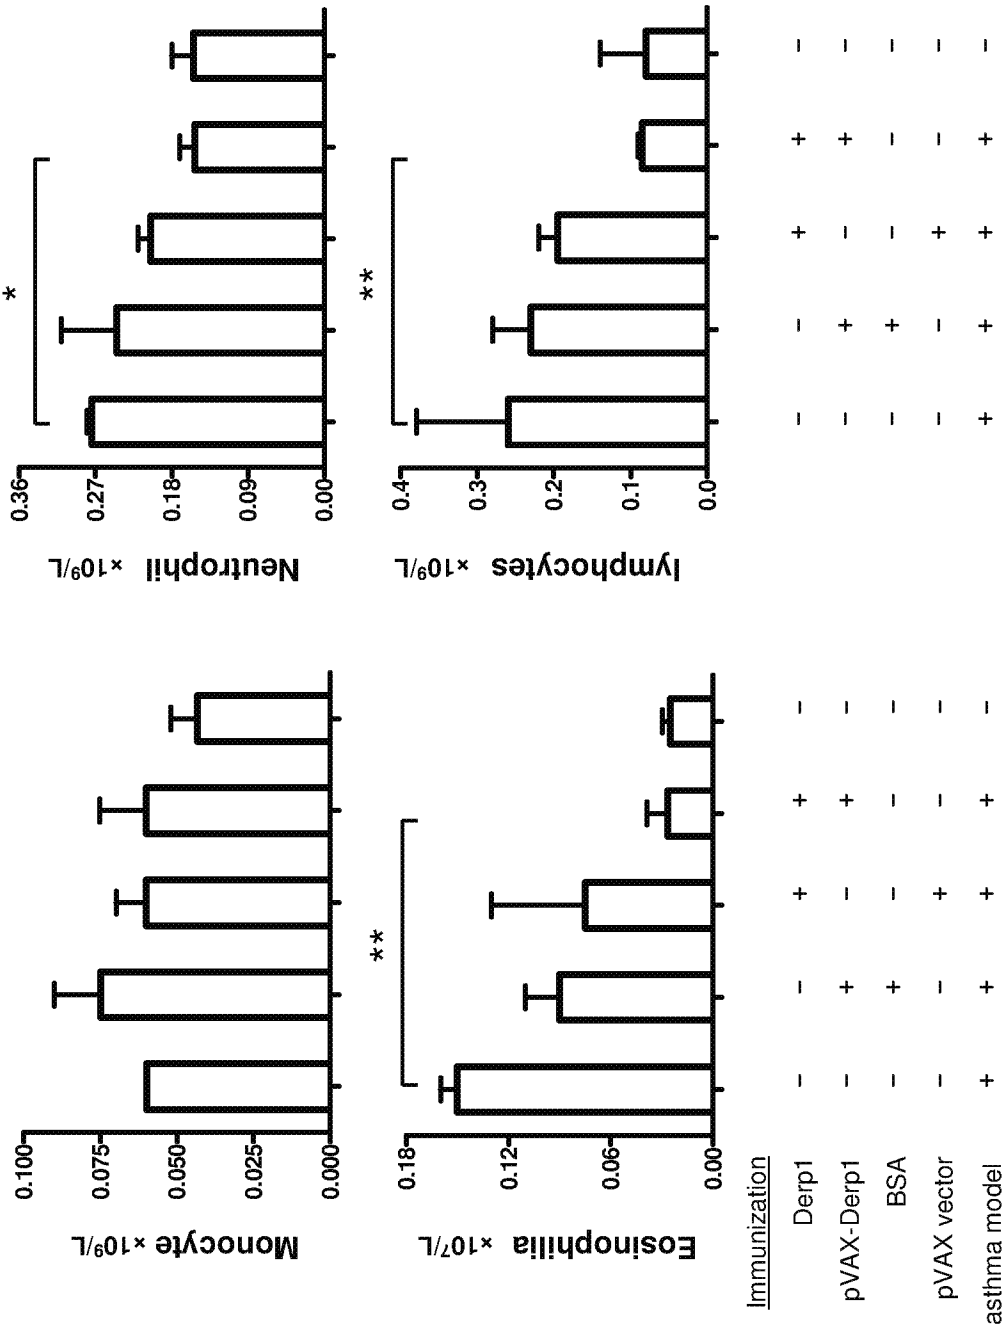 Monocyte ×10⁹/L
0.100
0.075
0.050
0.025
0.000
Neutrophil ×10⁹/L
0.36
0.27
0.18
0.09
0.00
*
Eosinophilia ×10⁷/L
0.18
0.12
0.06
0.00
**
lymphocytes ×10⁹/L
0.4
0.3
0.2
0.1
0.0
**
Immunization
Derp1 − − + + − − − + + −
pVAX-Derp1 − + − + − − + − + −
BSA − + − − − − + − − −
pVAX vector − − + − − − − + − −
asthma model + + + + − + + + + −